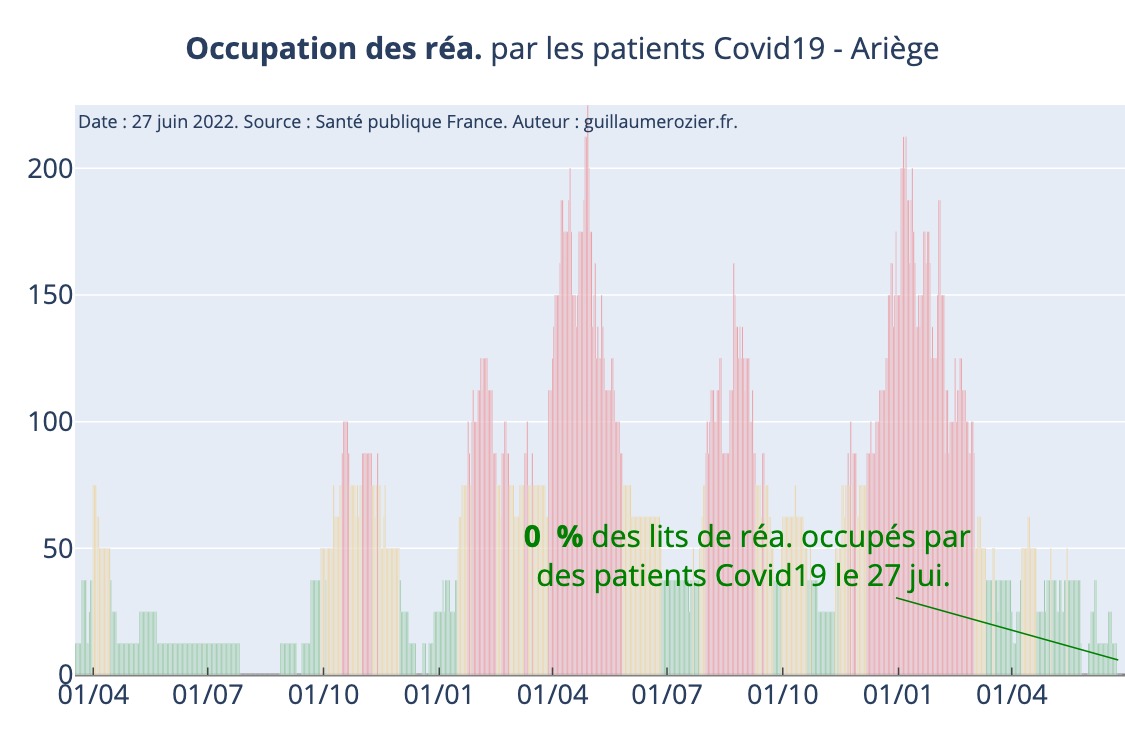 Occupation des réa. par les patients Covid19 - Ariège
Date : 27 juin 2022. Source : Santé publique France. Auteur : guillaumerozier.fr.
200
150
100
50
0
0 % des lits de réa. occupés par
des patients Covid19 le 27 jui.
01/04 01/07 01/10 01/01 01/04 01/07 01/10 01/01 01/04